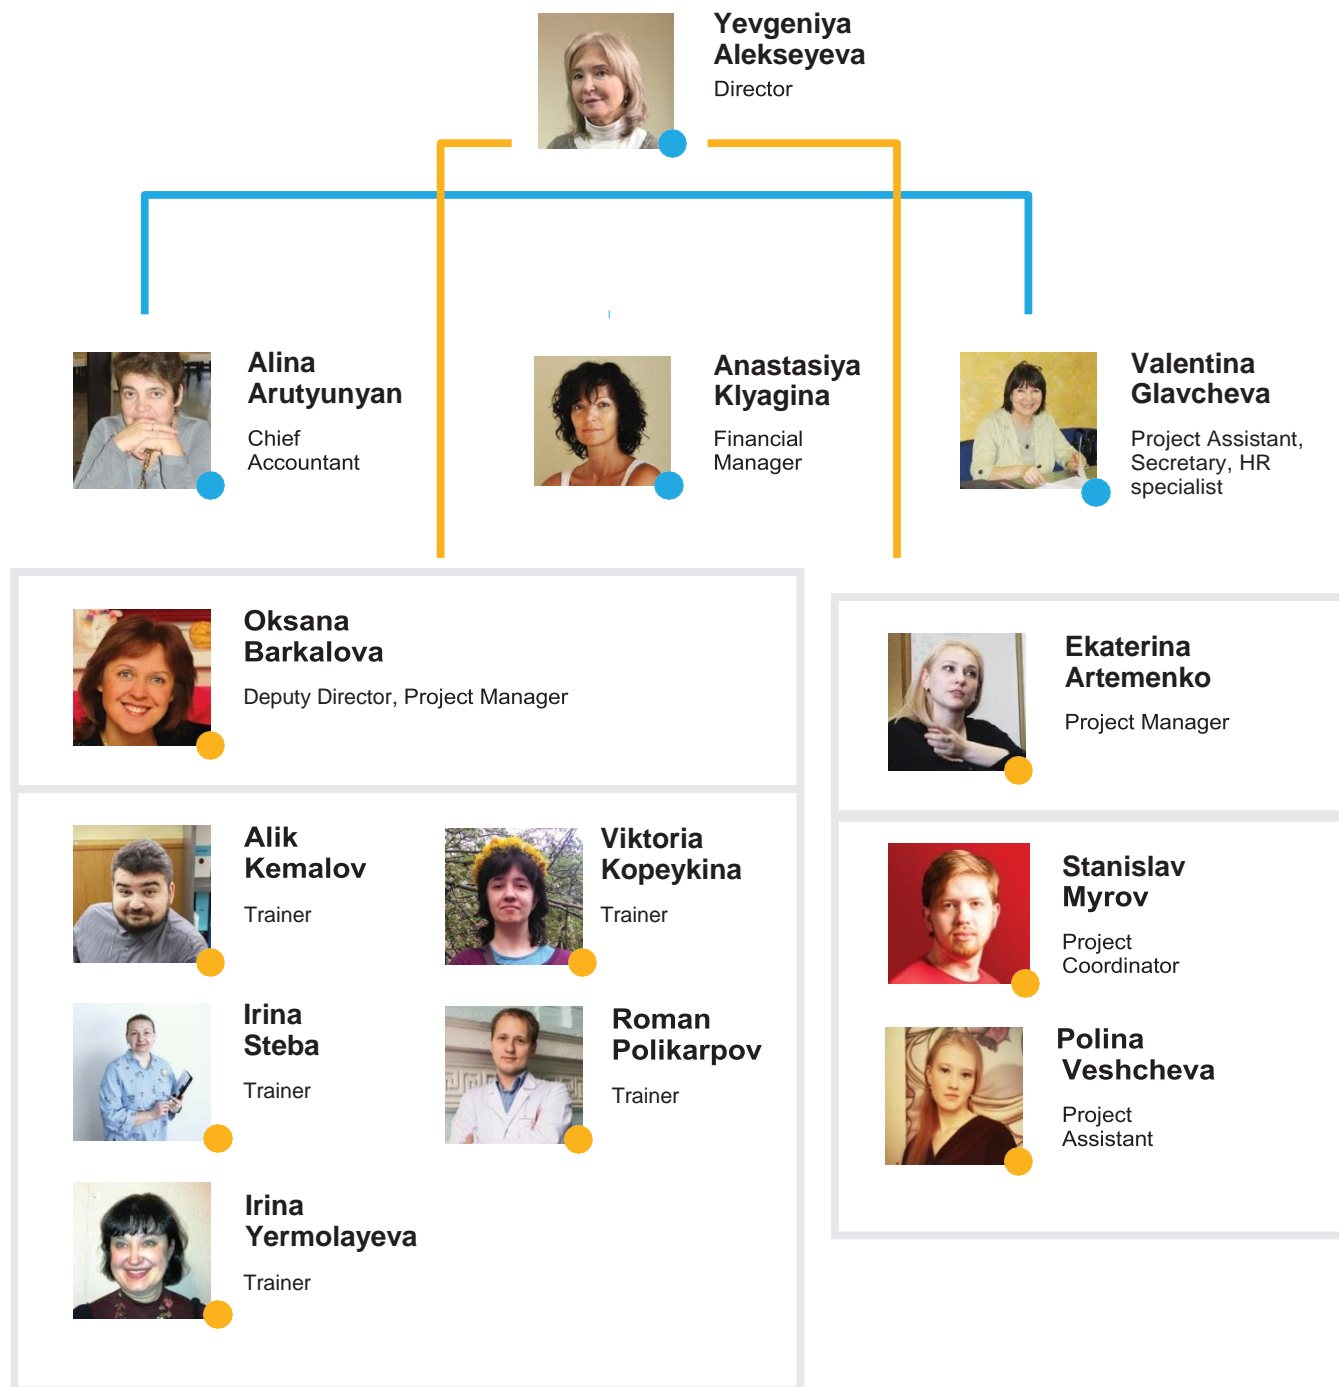 Yevgeniya
Alekseyeva
Director
Alina
Arutyunyan
Chief
Accountant
Anastasiya
Klyagina
Financial
Manager
Valentina
Glavcheva
Project Assistant,
Secretary, HR
specialist
Oksana
Barkalova
Deputy Director, Project Manager
Ekaterina
Artemenko
Project Manager
Alik
Kemalov
Trainer
Viktoria
Kopeykina
Trainer
Stanislav
Myrov
Project
Coordinator
Irina
Steba
Trainer
Roman
Polikarpov
Trainer
Polina
Veshcheva
Project
Assistant
Irina
Yermolayeva
Trainer